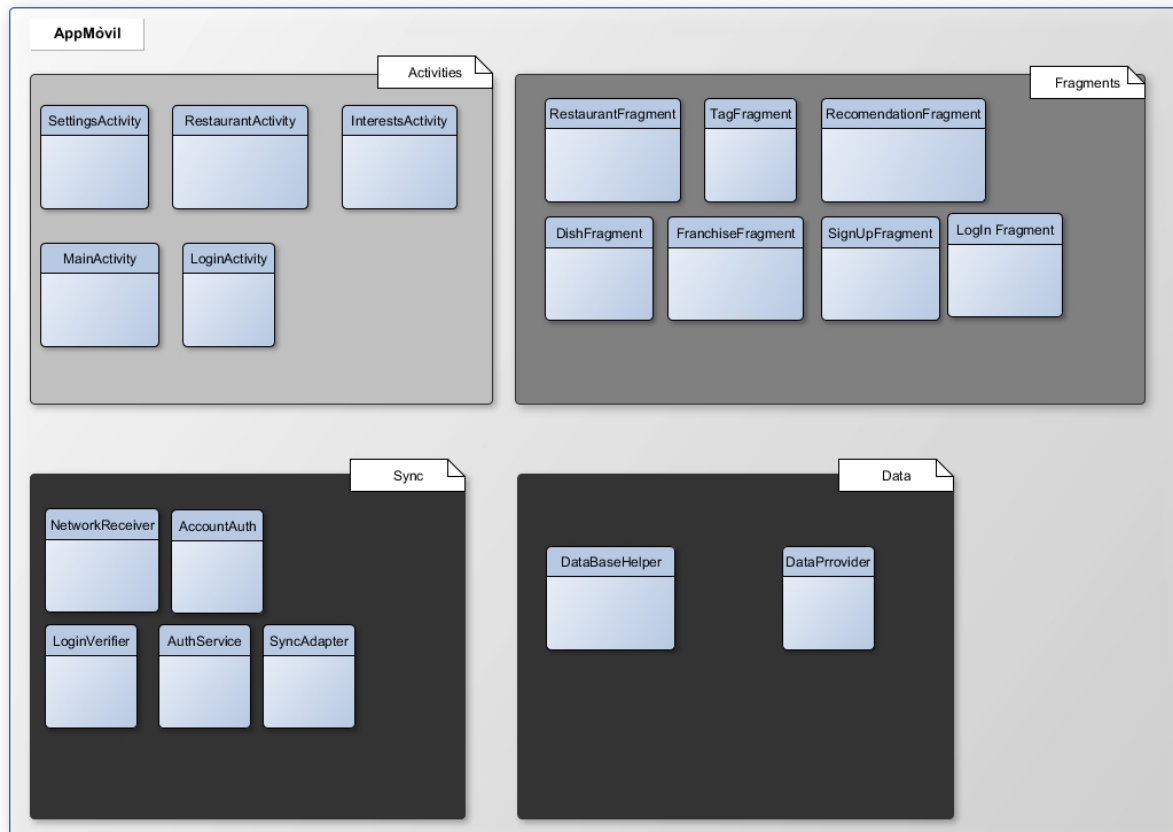 AppMòvil
Activities
SettingsActivity
RestaurantActivity
InterestsActivity
MainActivity
LoginActivity
Fragments
RestaurantFragment
TagFragment
RecomendationFragment
DishFragment
FranchiseFragment
SignUpFragment
LogIn Fragment
Sync
NetworkReceiver
AccountAuth
LoginVerifier
AuthService
SyncAdapter
Data
DataBaseHelper
DataPrrovider